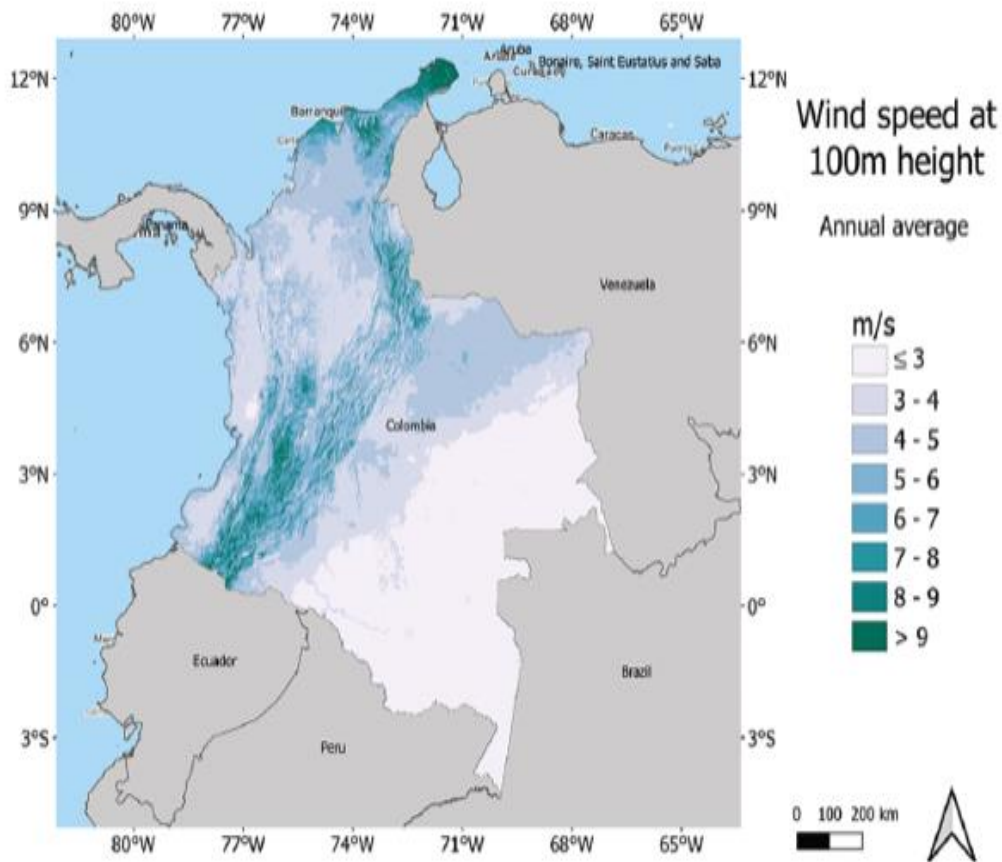 80°W 77°W 74°W 71°W 68°W 65°W
12°N
9°N
6°N
3°N
0°
3°S
Aruba
Bonaire, Saint Eustatius and Saba
Caracas
Panama
Venezuela
Colombia
Ecuador
Peru
Brazil
12°N
9°N
6°N
3°N
0°
3°S
80°W 77°W 74°W 71°W 68°W 65°W
Wind speed at
100m height
Annual average
m/s
≤ 3
3 - 4
4 - 5
5 - 6
6 - 7
7 - 8
8 - 9
> 9
0 100 200 km